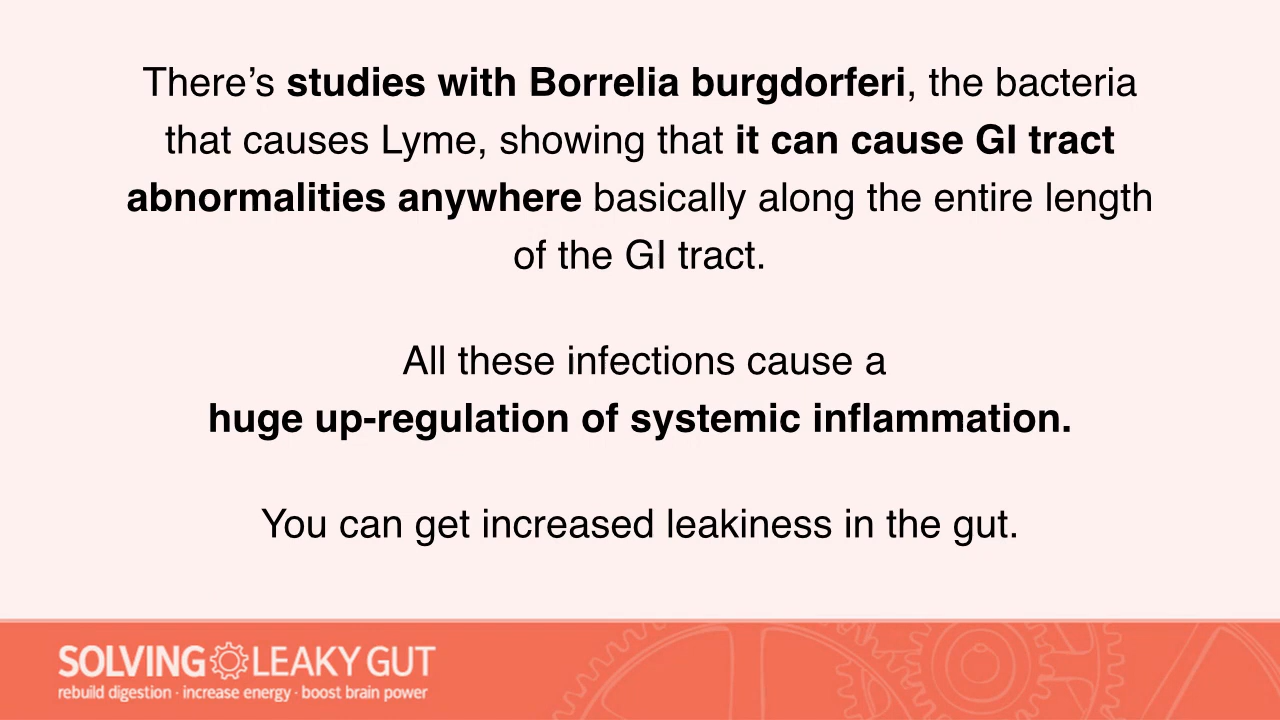 There’s studies with Borrelia burgdorferi, the bacteria
that causes Lyme, showing that it can cause GI tract
abnormalities anywhere basically along the entire length
of the GI tract.
All these infections cause a
huge up-regulation of systemic inflammation.
You can get increased leakiness in the gut.
SOLVING LEAKY GUT
rebuild digestion · increase energy · boost brain power